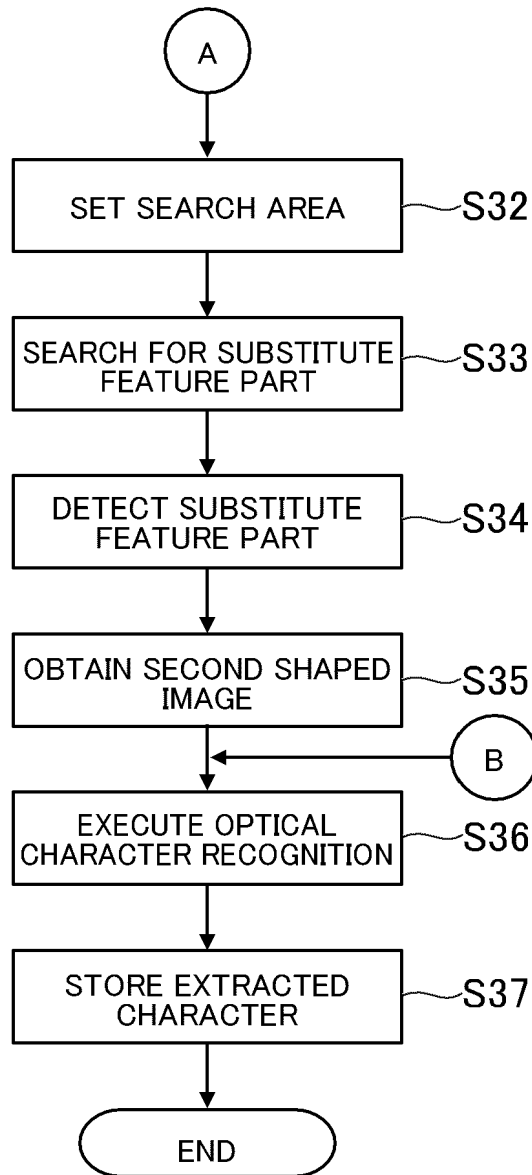 A
SET SEARCH AREA
S32
SEARCH FOR SUBSTITUTE
FEATURE PART
S33
DETECT SUBSTITUTE
FEATURE PART
S34
OBTAIN SECOND SHAPED
IMAGE
S35
B
EXECUTE OPTICAL
CHARACTER RECOGNITION
S36
STORE EXTRACTED
CHARACTER
S37
END